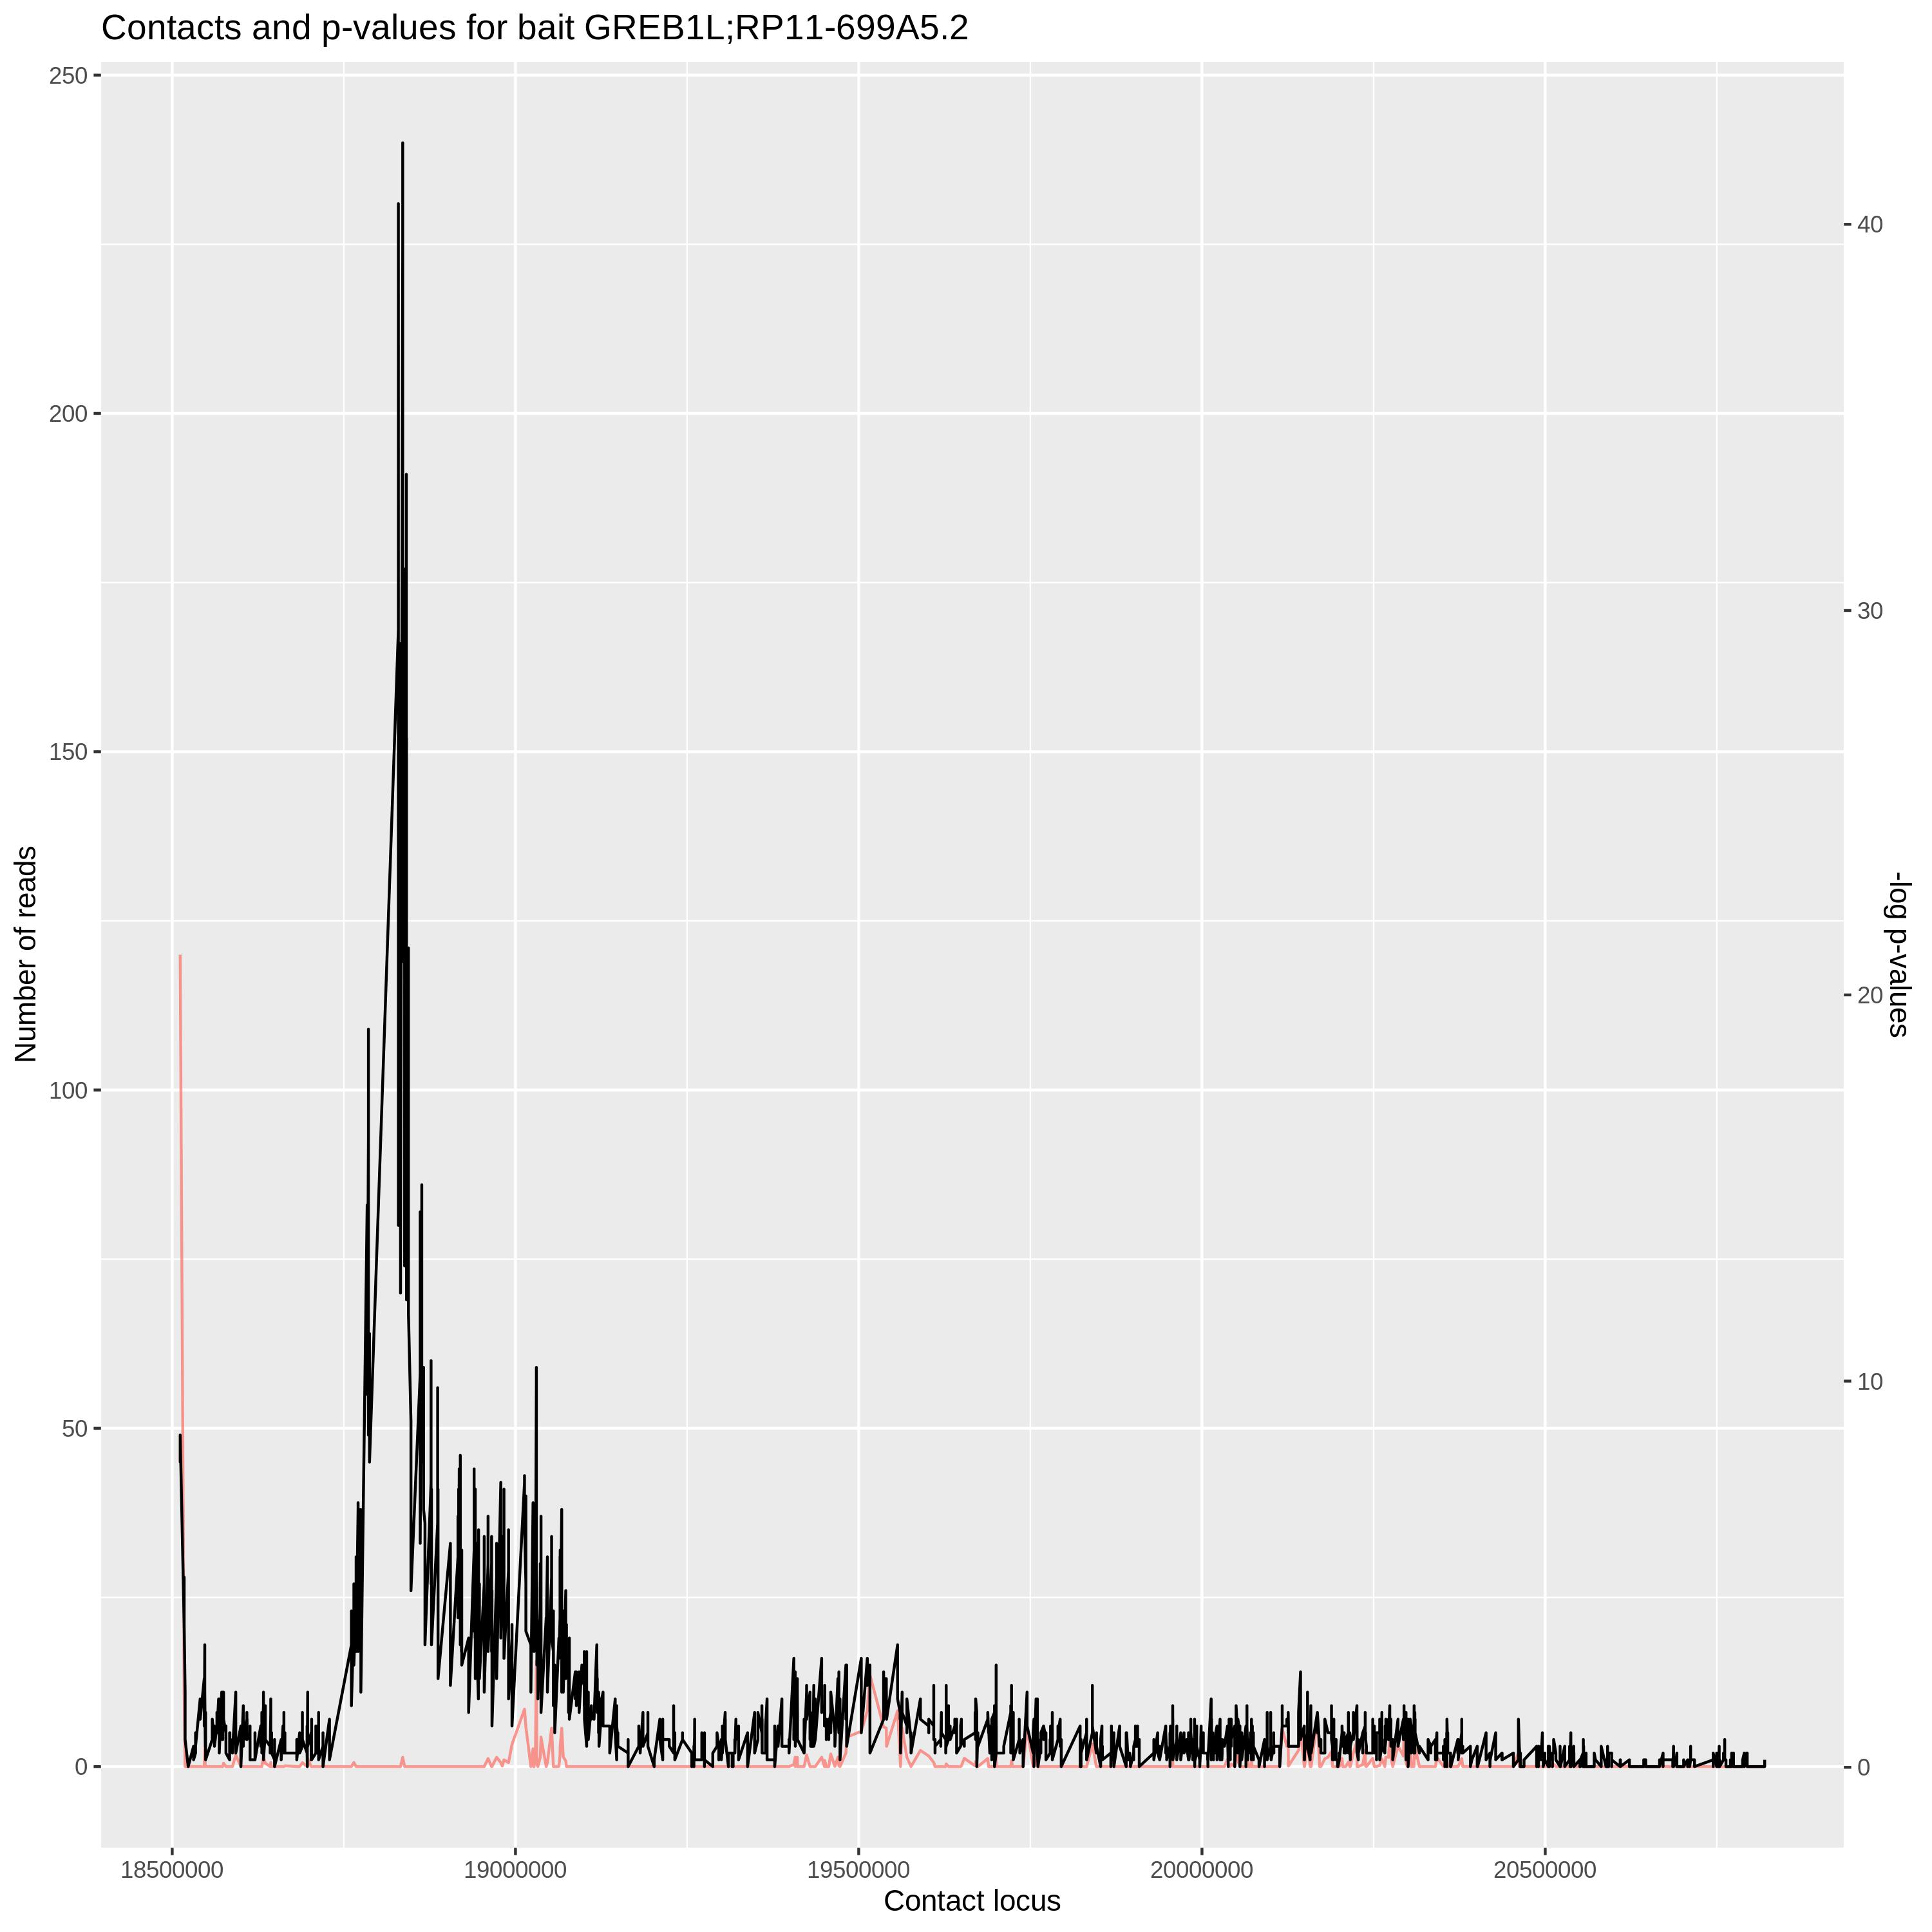 Contacts and p-values for bait GREB1L;RP11-699A5.2
250
200
150
100
50
0
Number of reads
40
30
20
10
0
-log p-values
18500000 19000000 19500000 20000000 20500000
Contact locus